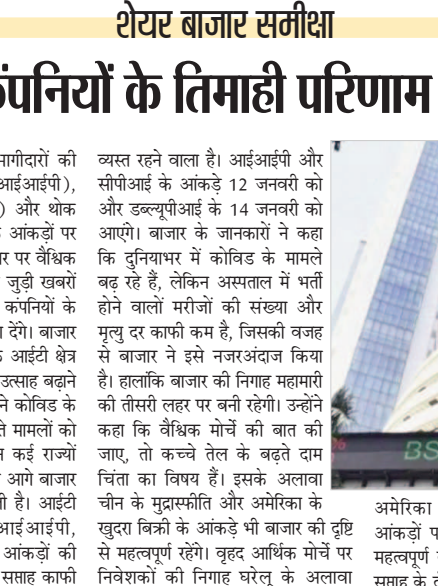 शेयर बाजार समीक्षा
कंपनियों के तिमाही परिणाम
भागीदारों की
आईआईपी),
) और थोक
आंकड़ों पर
पर वैश्विक
जुड़ी खबरों
कंपनियों के
देंगे। बाजार
आईटी क्षेत्र
उत्साह बढ़ाने
ने कोविड के
मामलों को
कई राज्यों
आगे बाजार
है। आईटी
आईआईपी,
आंकड़ों की
सप्ताह काफी
व्यस्त रहने वाला है। आईआईपी और
सीपीआई के आंकड़े 12 जनवरी को
और डब्ल्यूपीआई के 14 जनवरी को
आएंगे। बाजार के जानकारों ने कहा
कि दुनियाभर में कोविड के मामले
बढ़ रहे हैं, लेकिन अस्पताल में भर्ती
होने वालों मरीजों की संख्या और
मृत्यु दर काफी कम है, जिसकी वजह
से बाजार ने इसे नजरअंदाज किया
है। हालांकि बाजार की निगाह महामारी
की तीसरी लहर पर बनी रहेगी। उन्होंने
कहा कि वैश्विक मोर्चे की बात की
जाए, तो कच्चे तेल के बढ़ते दाम
चिंता का विषय हैं। इसके अलावा
चीन के मुद्रास्फीति और अमेरिका के
खुदरा बिक्री के आंकड़े भी बाजार की दृष्टि
से महत्वपूर्ण रहेंगे। वृहद आर्थिक मोर्चे पर
निवेशकों की निगाह घरेलू के अलावा
BS
अमेरिका
आंकड़ों
महत्वपूर्ण
सप्ताह के